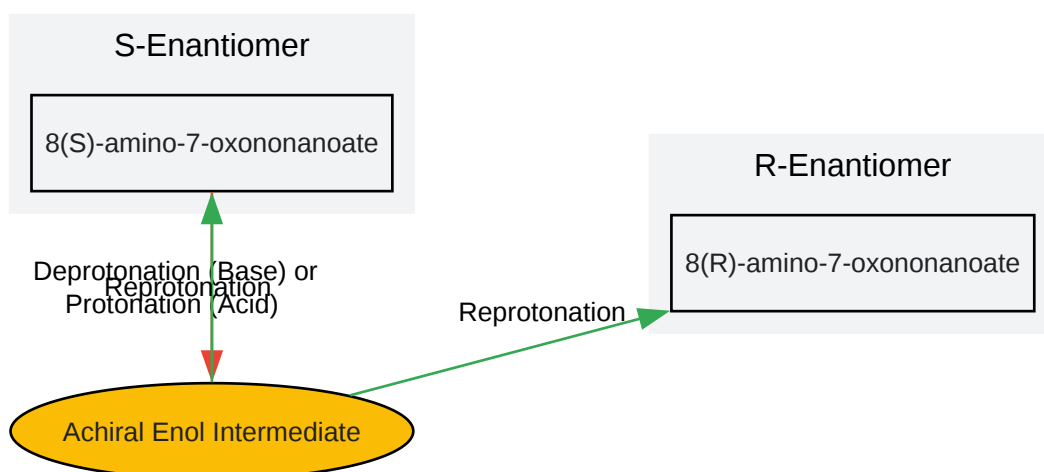 S-Enantiomer
8(S)-amino-7-oxononanoate
R-Enantiomer
8(R)-amino-7-oxononanoate
Deprotonation (Base) or
Protonation (Acid)
Reprotonation
Reprotonation
Achiral Enol Intermediate